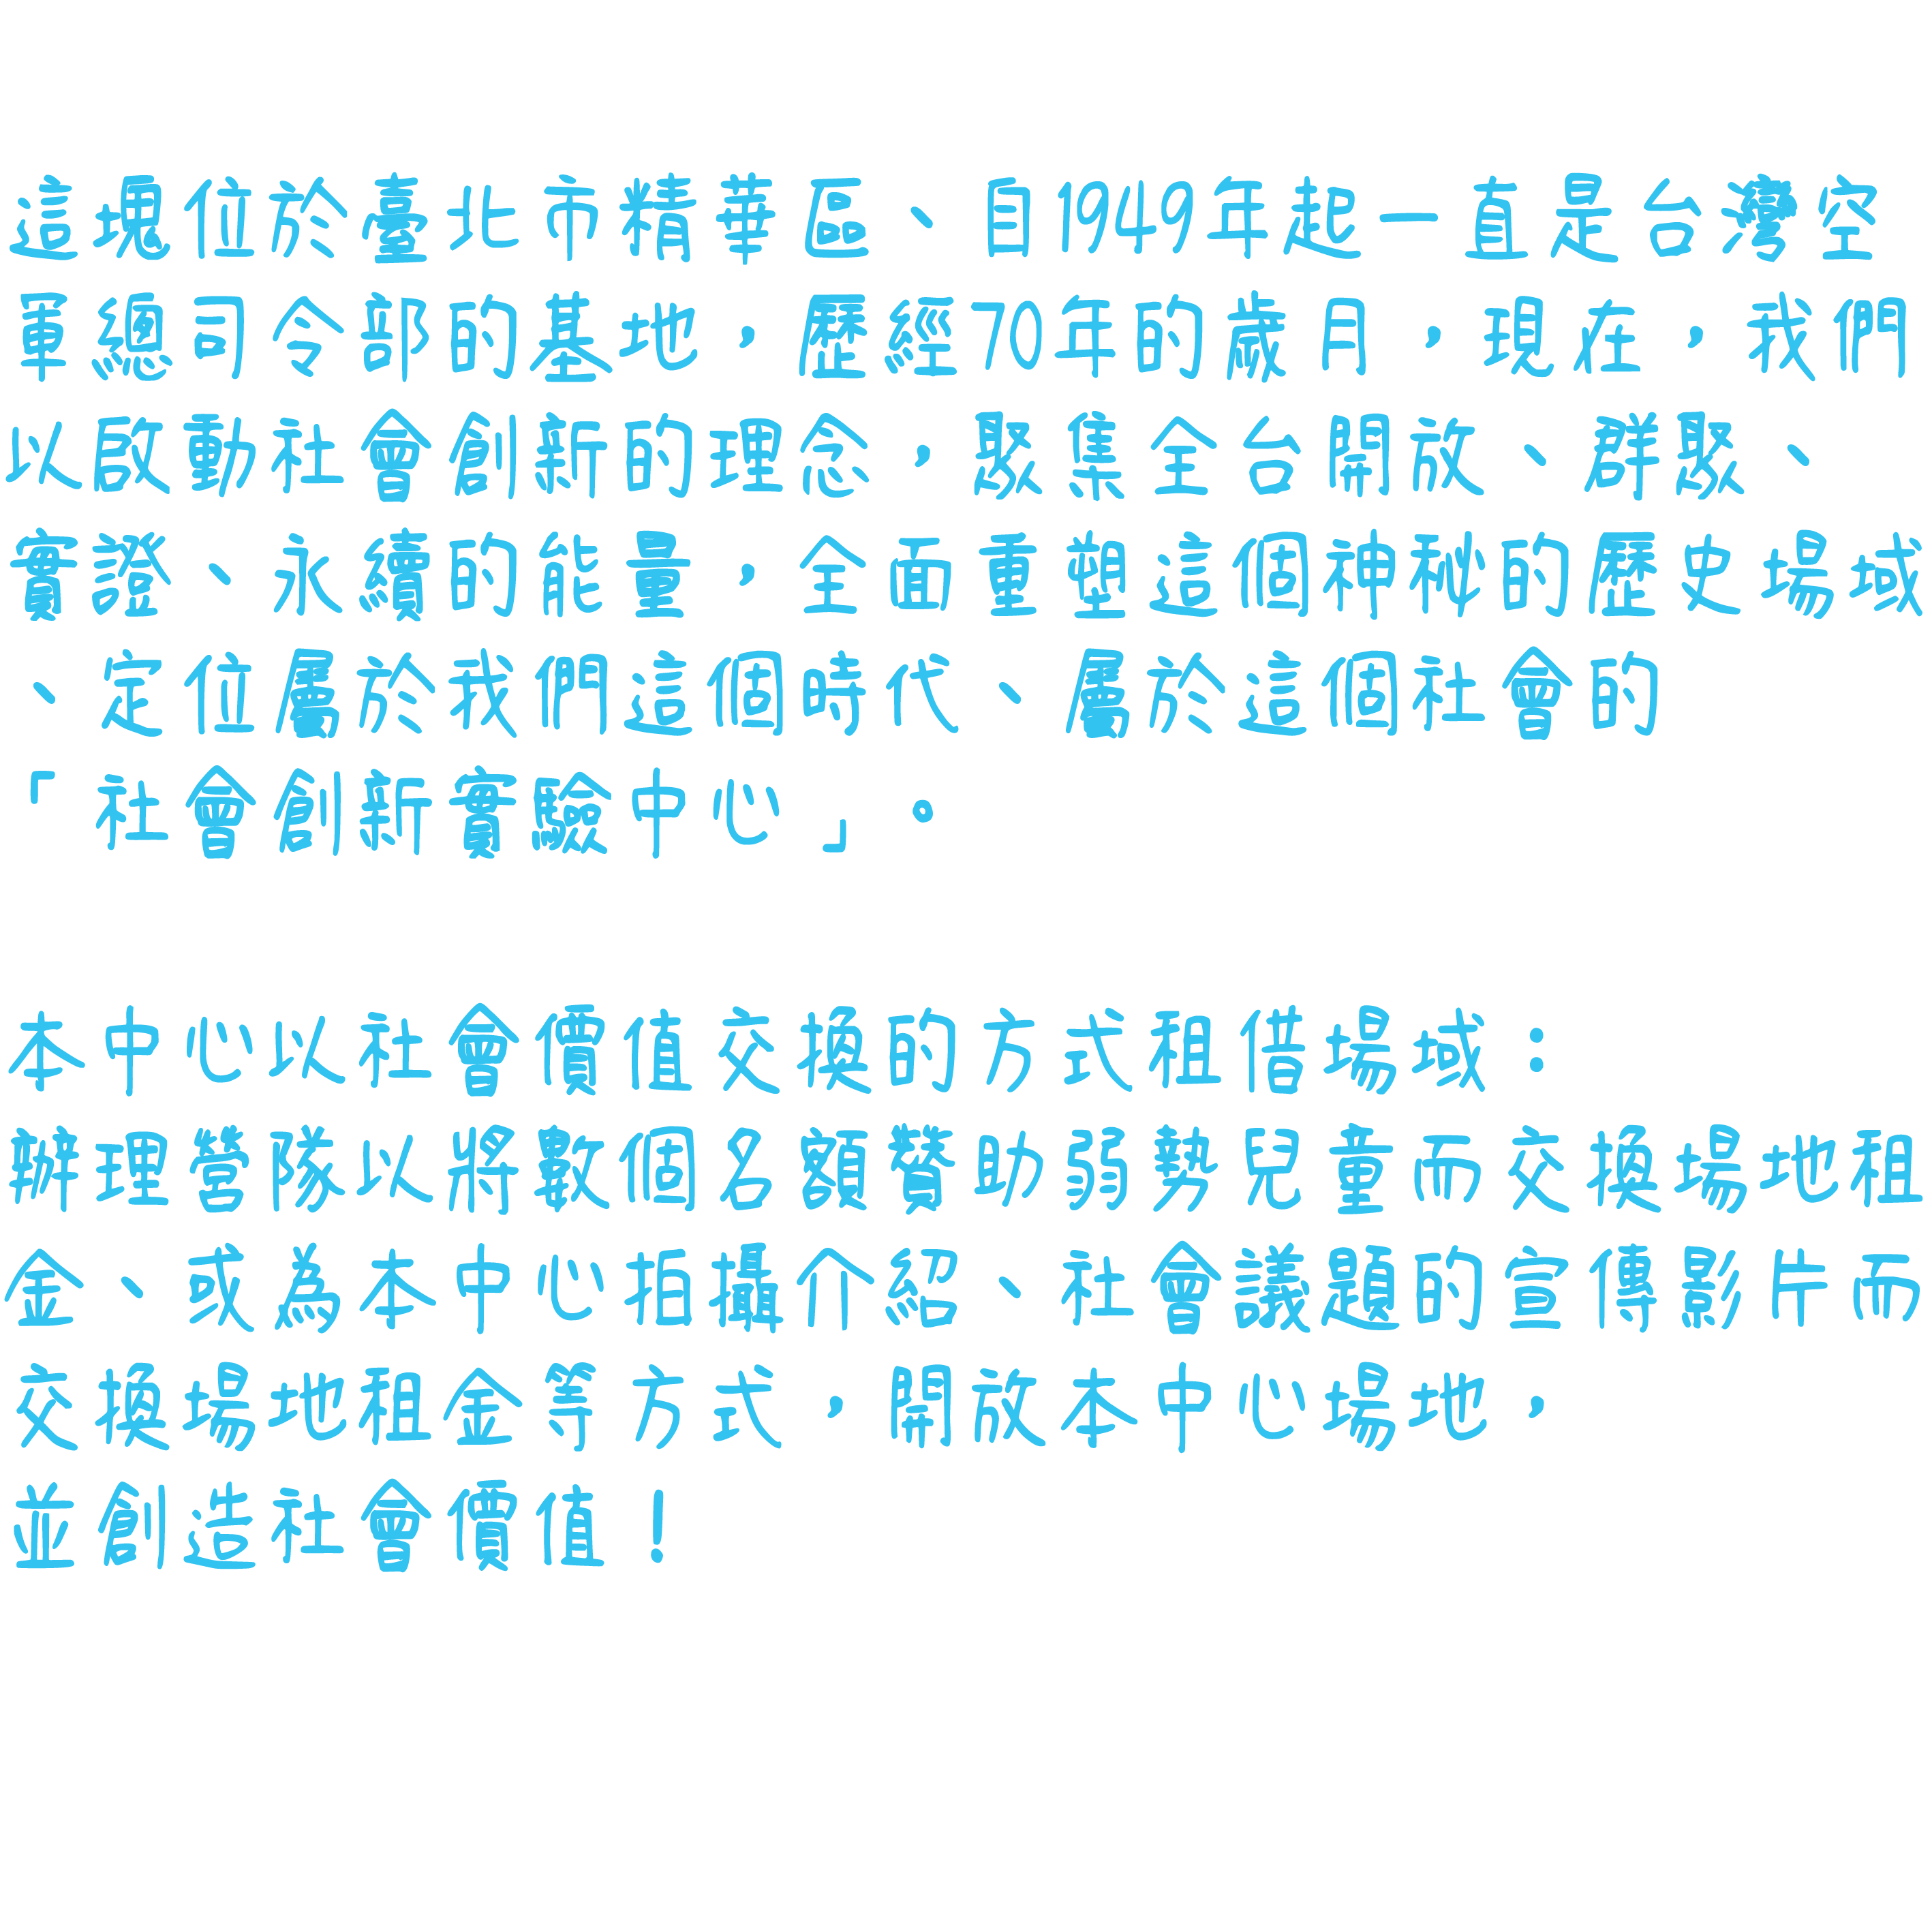 這塊位於臺北市精華區、自1949年起一直是台灣空
軍總司令部的基地，歷經70年的歲月，現在，我們
以啟動社會創新的理念，聚集全台開放、群聚、
實證、永續的能量，全面重塑這個神秘的歷史場域
、定位屬於我們這個時代、屬於這個社會的
「社會創新實驗中心」。
本中心以社會價值交換的方式租借場域：
辦理營隊以將數個名額贊助弱勢兒童而交換場地租
金、或為本中心拍攝介紹、社會議題的宣傳影片而
交換場地租金等方式，開放本中心場地，
並創造社會價值！